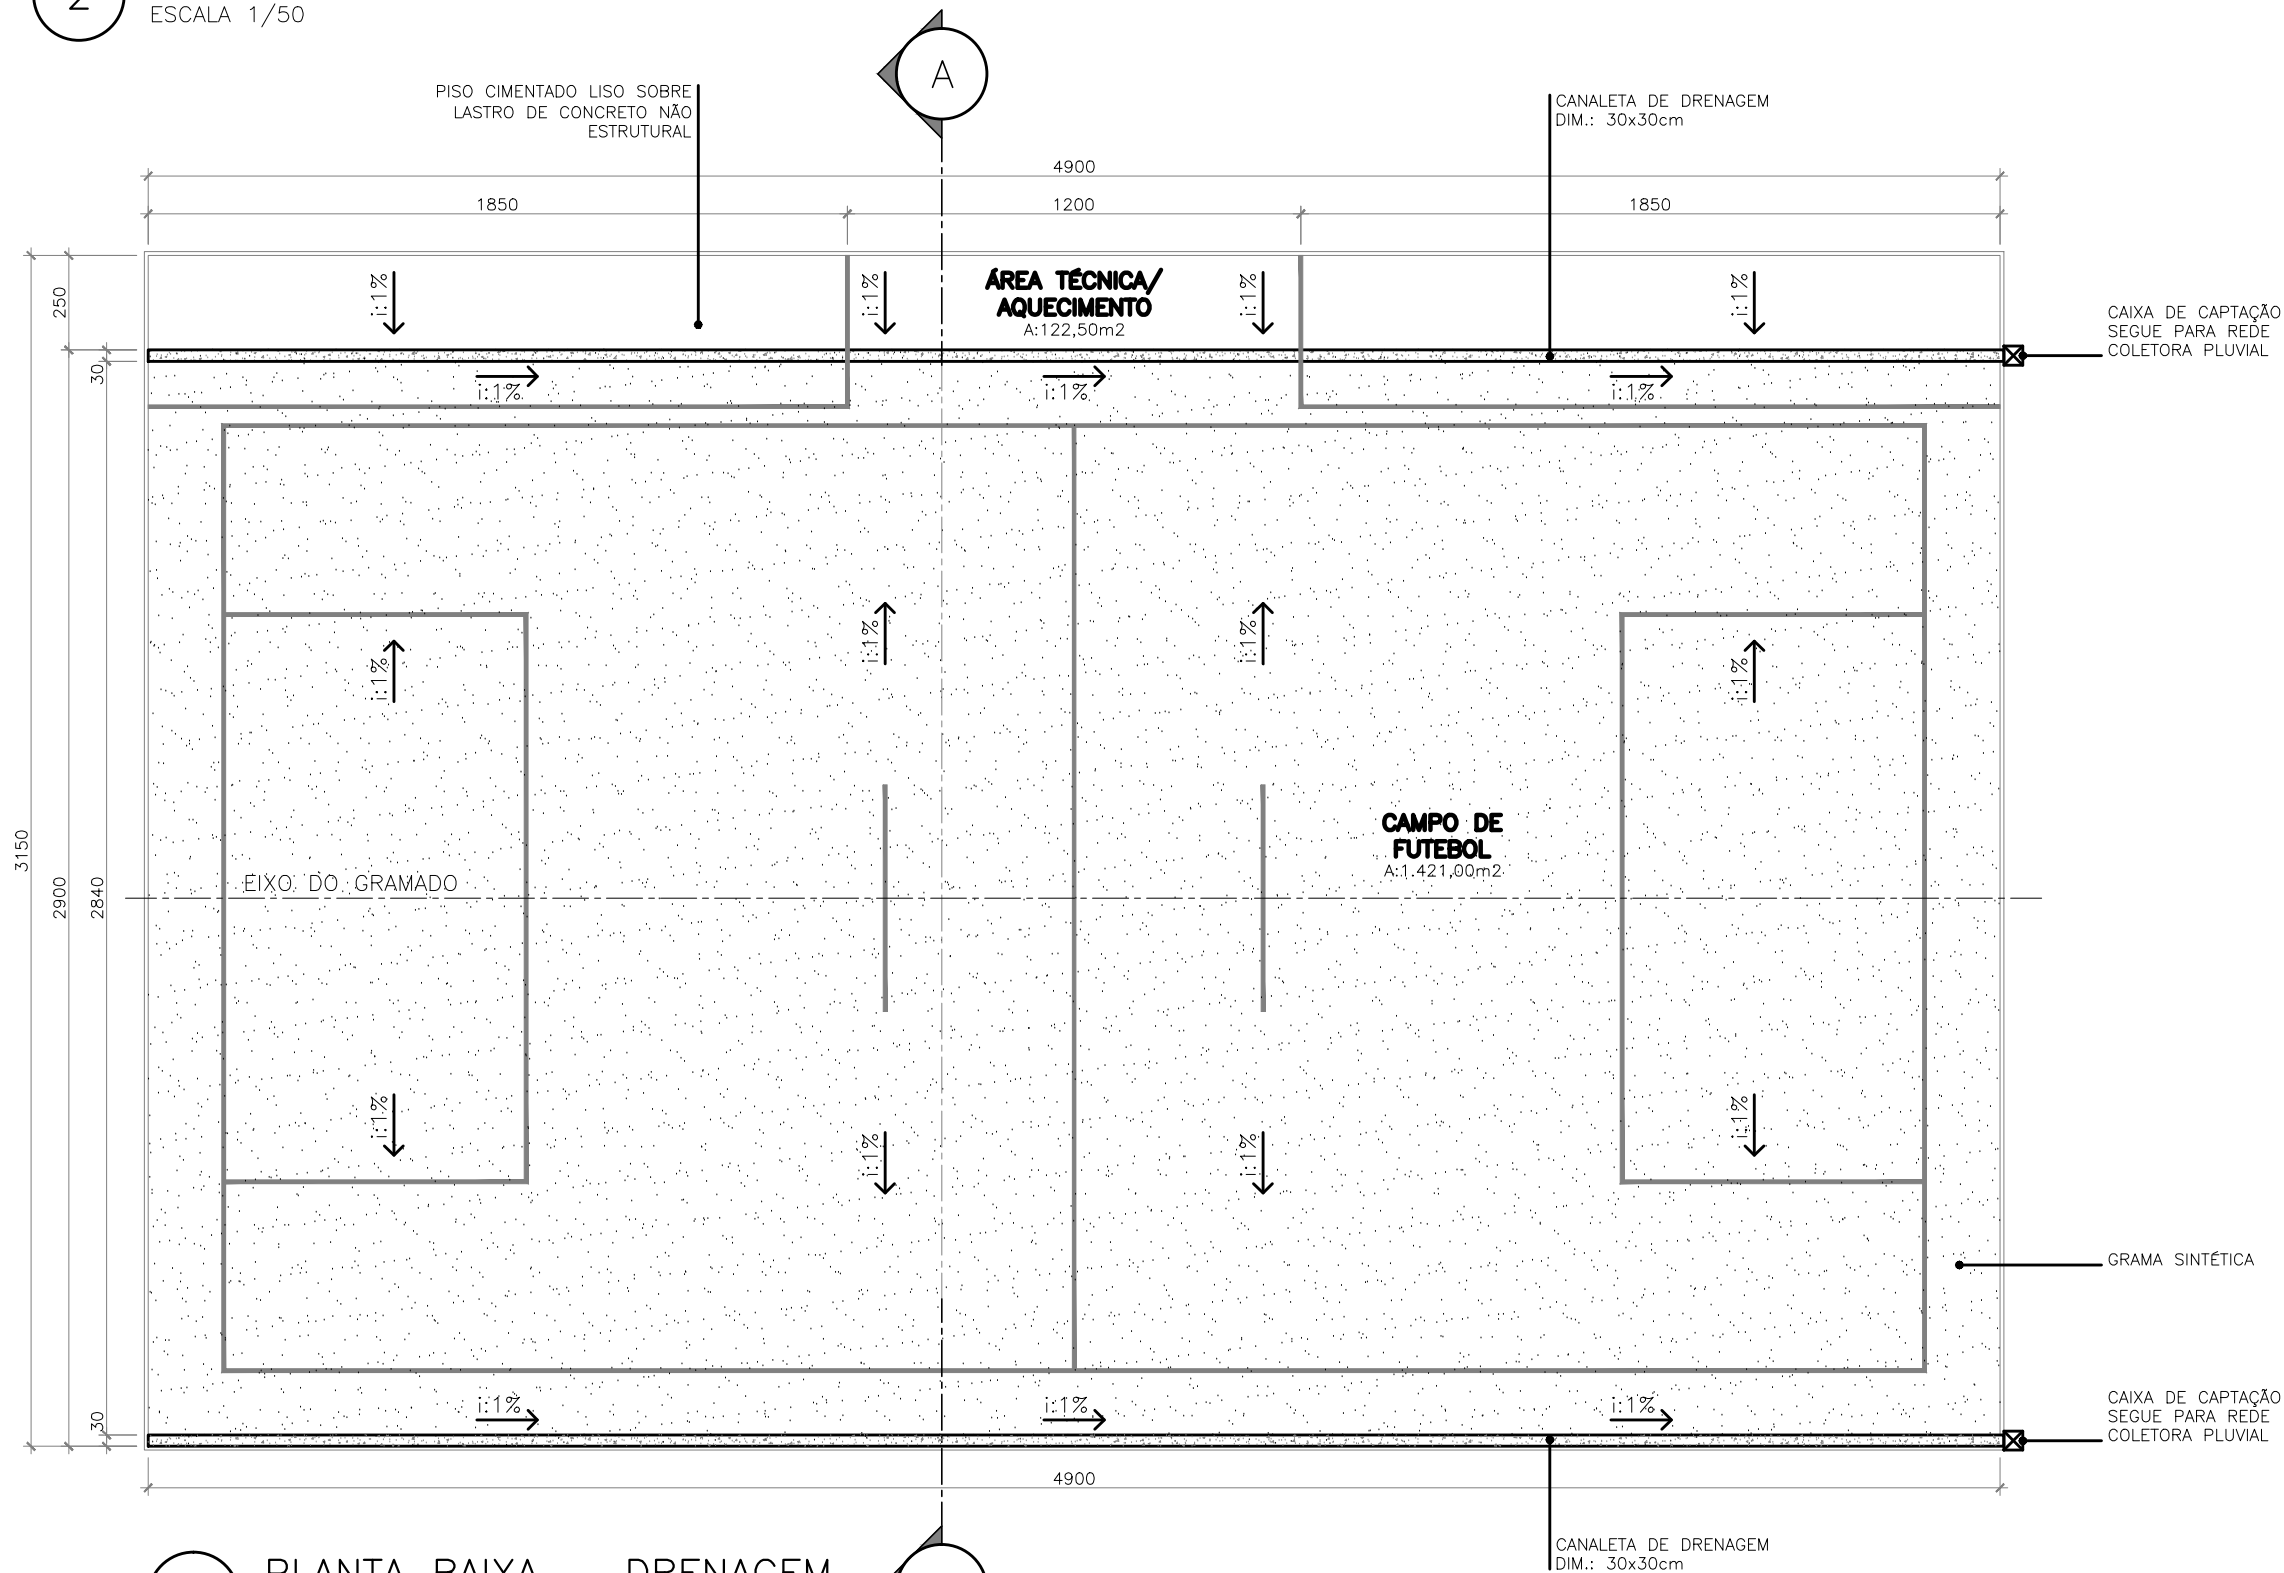 2
ESCALA 1/50
A
PISO CIMENTADO LISO SOBRE
LASTRO DE CONCRETO NÃO
ESTRUTURAL
CANALETA DE DRENAGEM
DIM.: 30x30cm
4900
1850
1200
1850
250
i:1%
i:1%
ÁREA TÉCNICA/
AQUECIMENTO
A:122,50m2
i:1%
i:1%
CAIXA DE CAPTAÇÃO
SEGUE PARA REDE
COLETORA PLUVIAL
30
i:1%
i:1%
i:1%
i:1%
i:1%
i:1%
i:1%
3150
2900
2840
EIXO DO GRAMADO
CAMPO DE
FUTEBOL
A:1.421,00m2
i:1%
i:1%
i:1%
i:1%
GRAMA SINTÉTICA
30
i:1%
i:1%
i:1%
CAIXA DE CAPTAÇÃO
SEGUE PARA REDE
COLETORA PLUVIAL
4900
CANALETA DE DRENAGEM
DIM.: 30x30cm
PLANTA BAIXA DRENAGEM